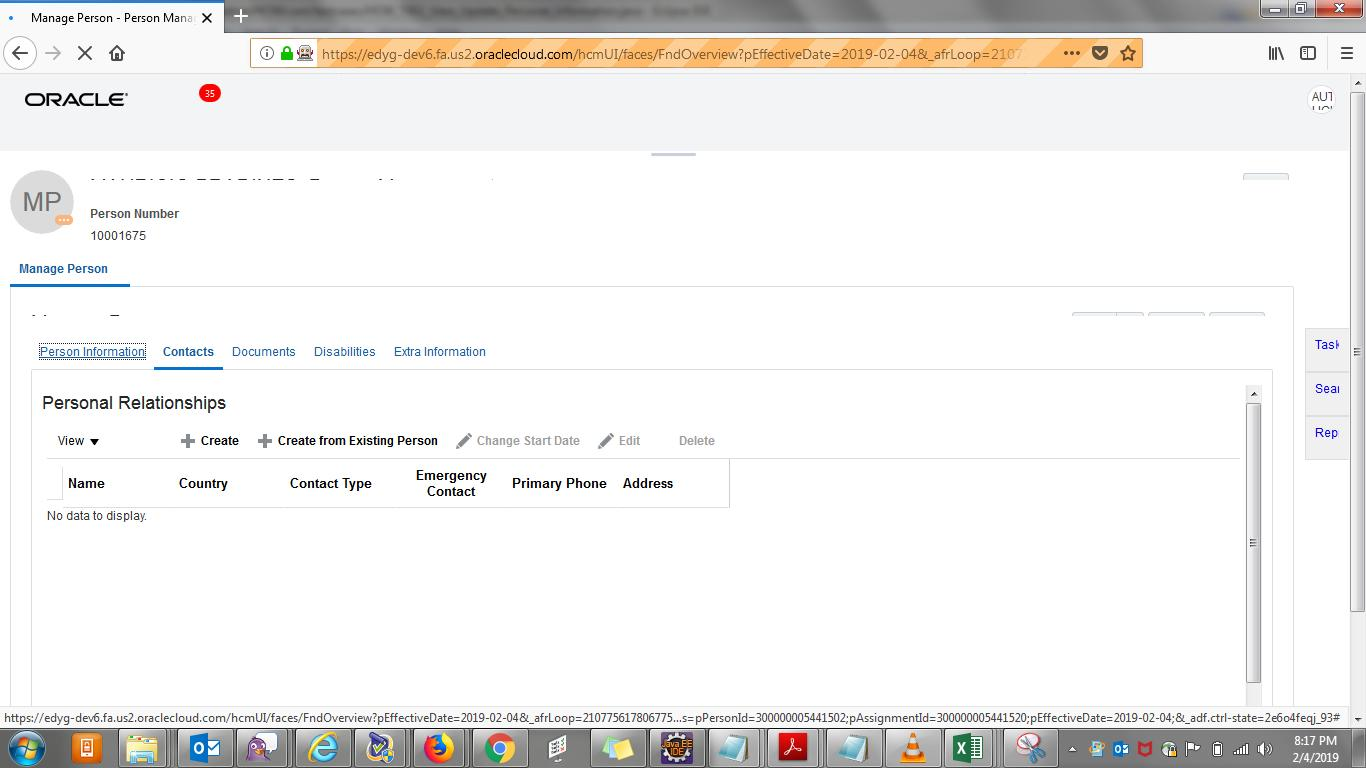 Manage Person - Person Mana
https://edyg-dev6.fa.us2.oraclecloud.com/hcmUI/faces/FndOverview?pEffectiveDate=2019-02-04&_afrLoop=2107
ORACLE
35
AUT
MP
Person Number
10001675
Manage Person
Person Information Contacts Documents Disabilities Extra Information
Task
Sear
Rep
Personal Relationships
View Create Create from Existing Person Change Start Date Edit Delete
Name Country Contact Type Emergency Contact Primary Phone Address
No data to display.
https://edyg-dev6.fa.us2.oraclecloud.com/hcmUI/faces/FndOverview?pEffectiveDate=2019-02-04&_afrLoop=210775617806775...s=pPersonId=300000005441502;pAssignmentId=300000005441520;pEffectiveDate=2019-02-04;&_adf.ctrl-state=2e6o4feqj_93#
Java EE
IDE
8:17 PM
2/4/2019